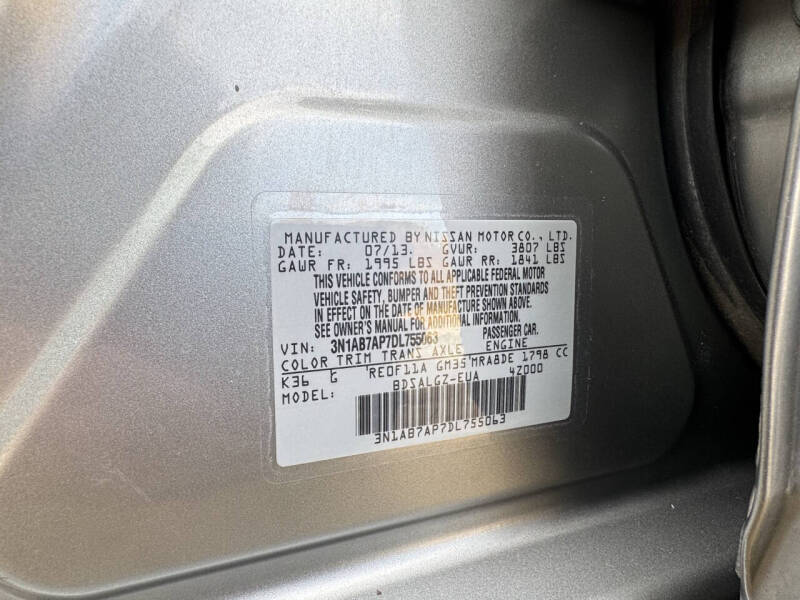 MANUFACTURED BY NISSAN MOTOR CO., LTD.
DATE: 07/13. GVUR: 3807 LBS
GAWR FR: 1995 LBS GAWR RR: 1841 LBS
THIS VEHICLE CONFORMS TO ALL APPLICABLE FEDERAL MOTOR
VEHICLE SAFETY, BUMPER AND THEFT PREVENTION STANDARDS
IN EFFECT ON THE DATE OF MANUFACTURE SHOWN ABOVE.
SEE OWNER'S MANUAL FOR ADDITIONAL INFORMATION.
VIN: 3N1AB7AP7DL755063 PASSENGER CAR.
COLOR TRIM TRANS AXLE ENGINE
K36 G RE0F11A GM35 MRA8DE 1798 CC
MODEL: BDSALGZ-EUA 4Z000
3N1AB7AP7DL755063